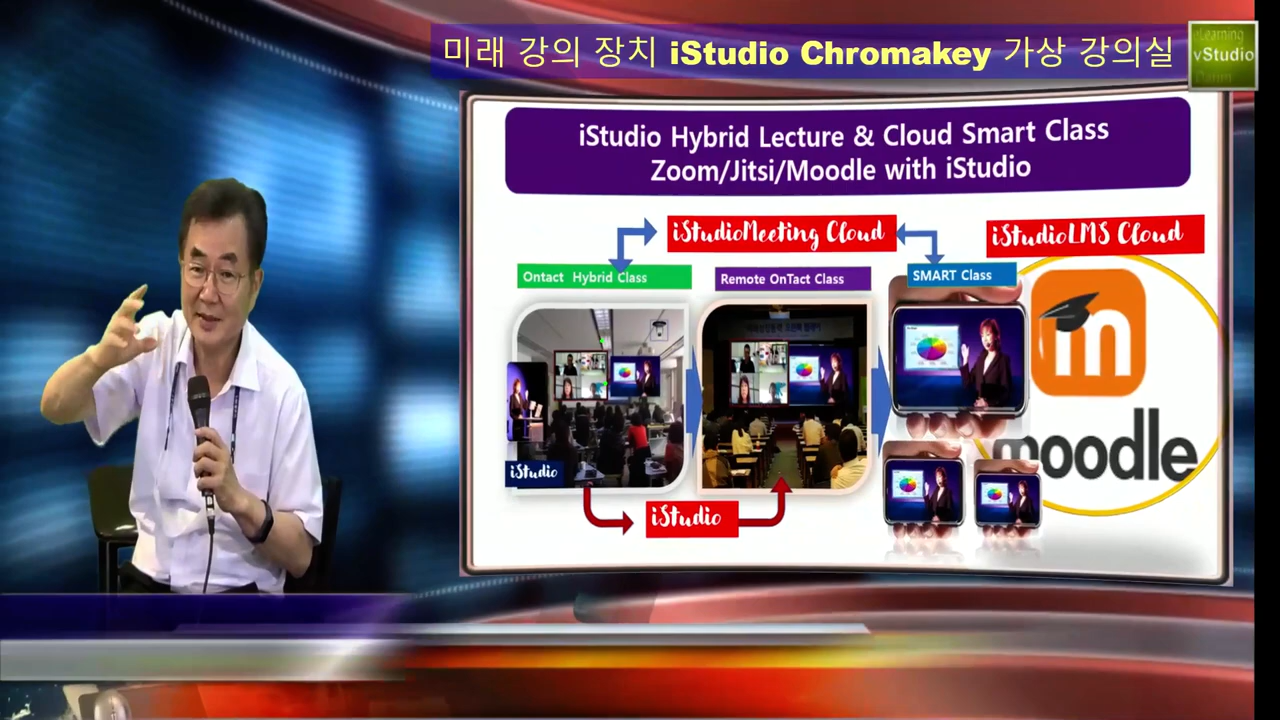 미래 강의 장치 iStudio Chromakey 가상 강의실
eLearning
vStudio
iStudio Hybrid Lecture & Cloud Smart Class
Zoom/Jitsi/Moodle with iStudio
iStudioMeeting Cloud
iStudioLMS Cloud
Ontact Hybrid Class
Remote OnTact Class
SMART Class
iStudio
moodle
iStudio